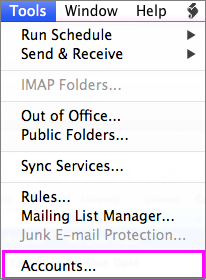 Tools Window Help
Run Schedule
Send & Receive
IMAP Folders...
Out of Office...
Public Folders...
Sync Services...
Rules...
Mailing List Manager...
Junk E-mail Protection...
Accounts...